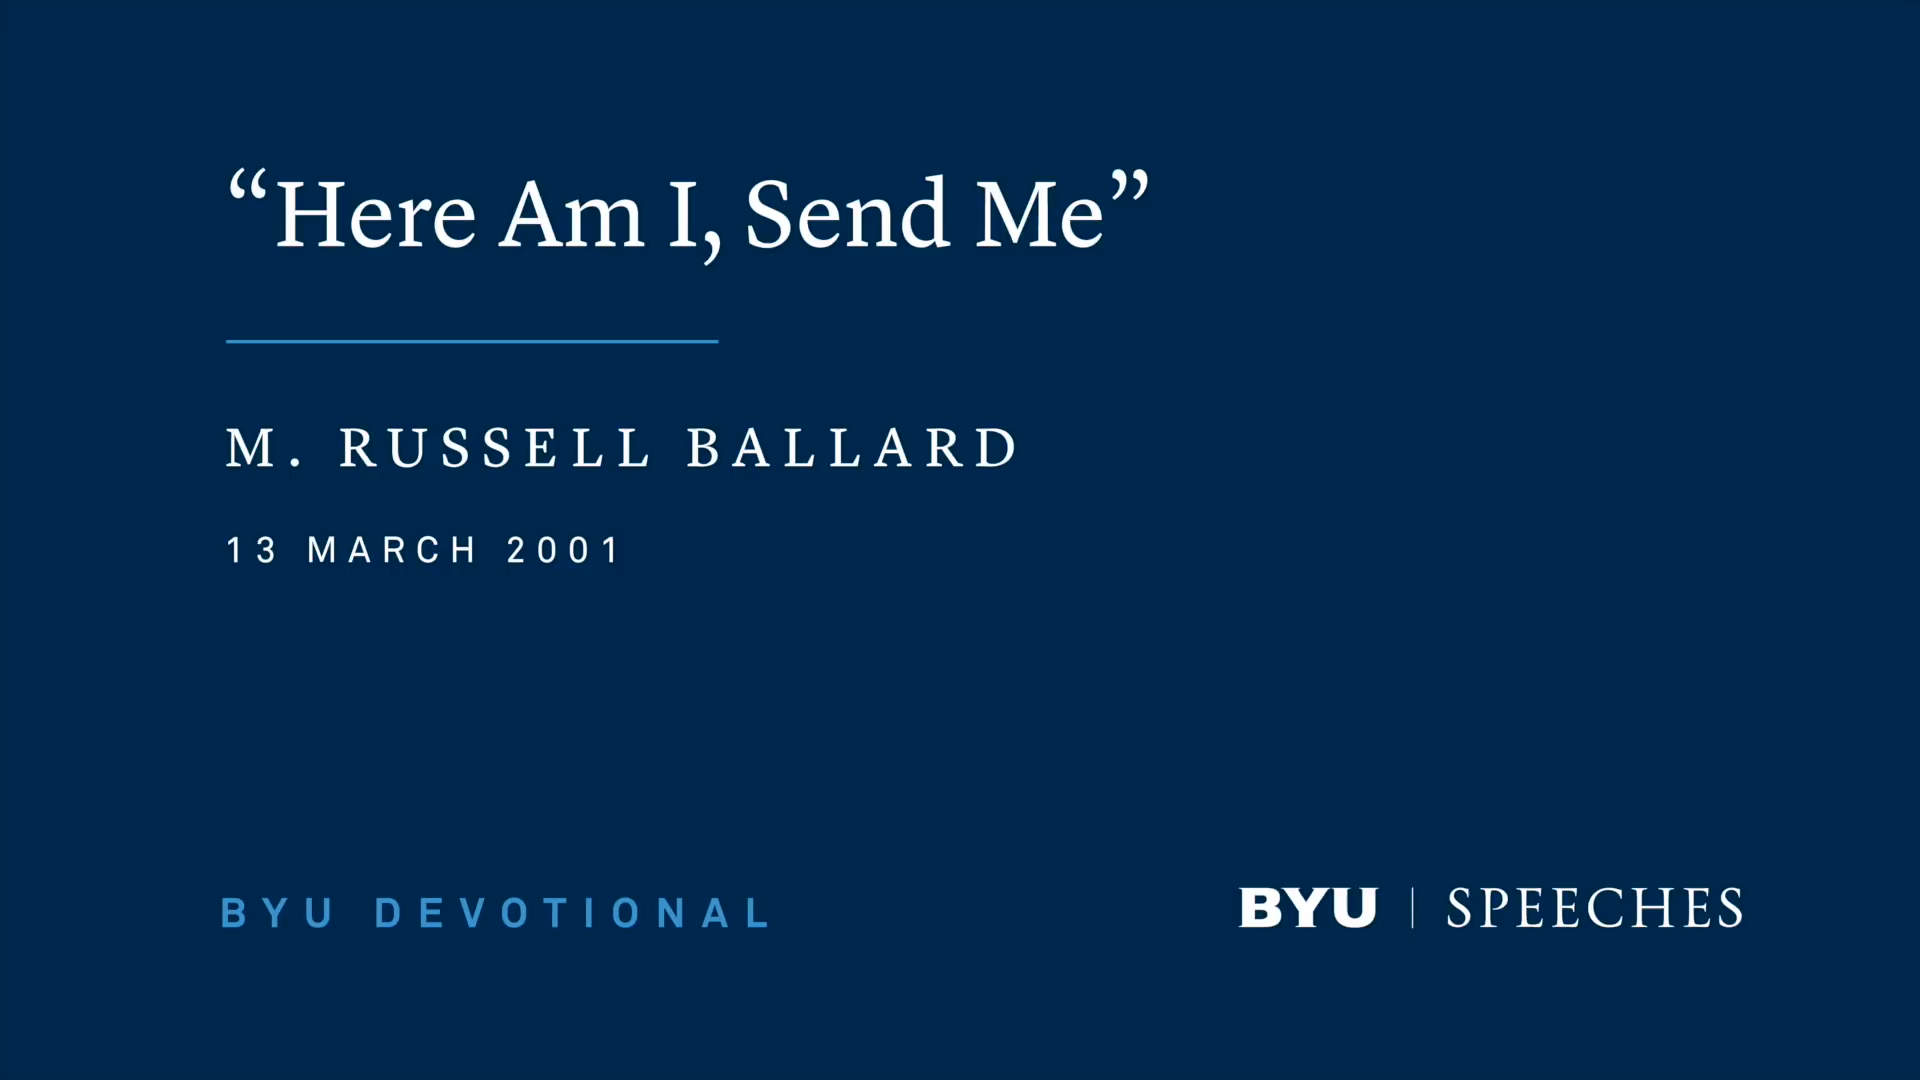 “Here Am I, Send Me”
M. RUSSELL BALLARD
13 MARCH 2001
BYU DEVOTIONAL
BYU | SPEECHES